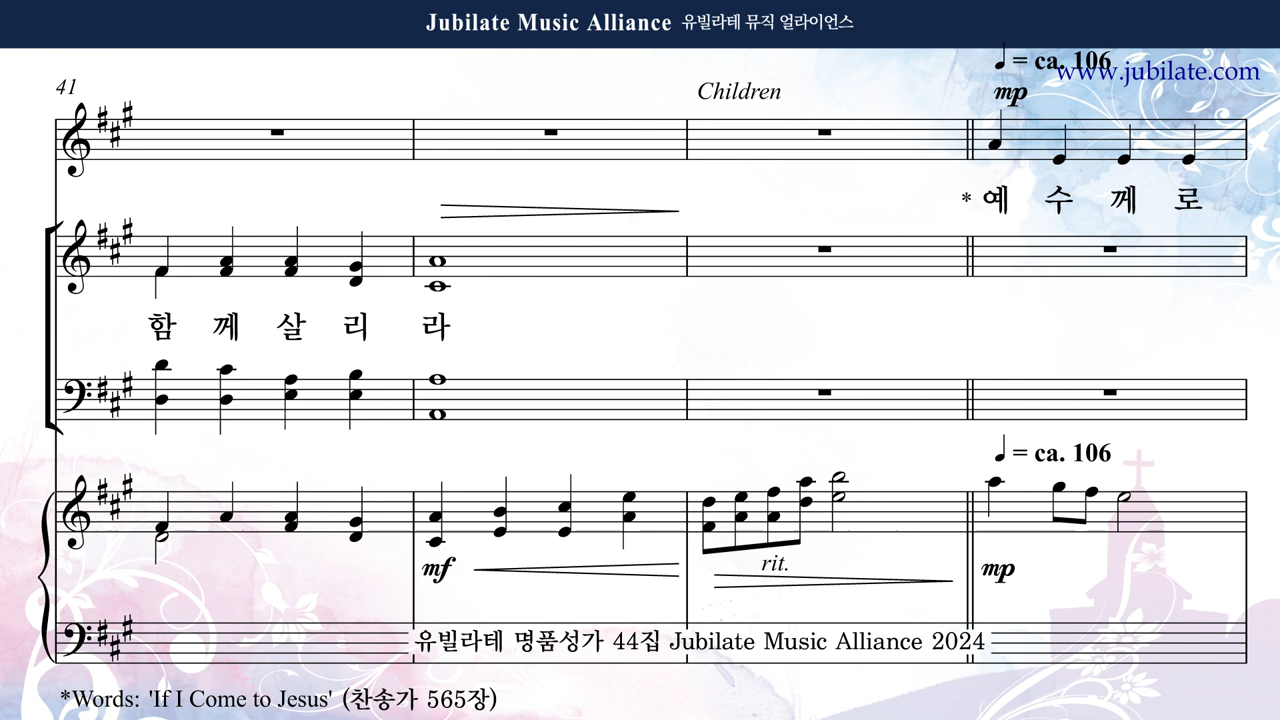 Jubilate Music Alliance 유빌라테 뮤직 얼라이언스
♩ = ca. 106
www.jubilate.com
41
Children
mp
*예 수 께 로
함 께 살 리 라
♩ = ca. 106
mf
rit.
mp
유빌라테 명품성가 44집 Jubilate Music Alliance 2024
*Words: 'If I Come to Jesus' (찬송가 565장)